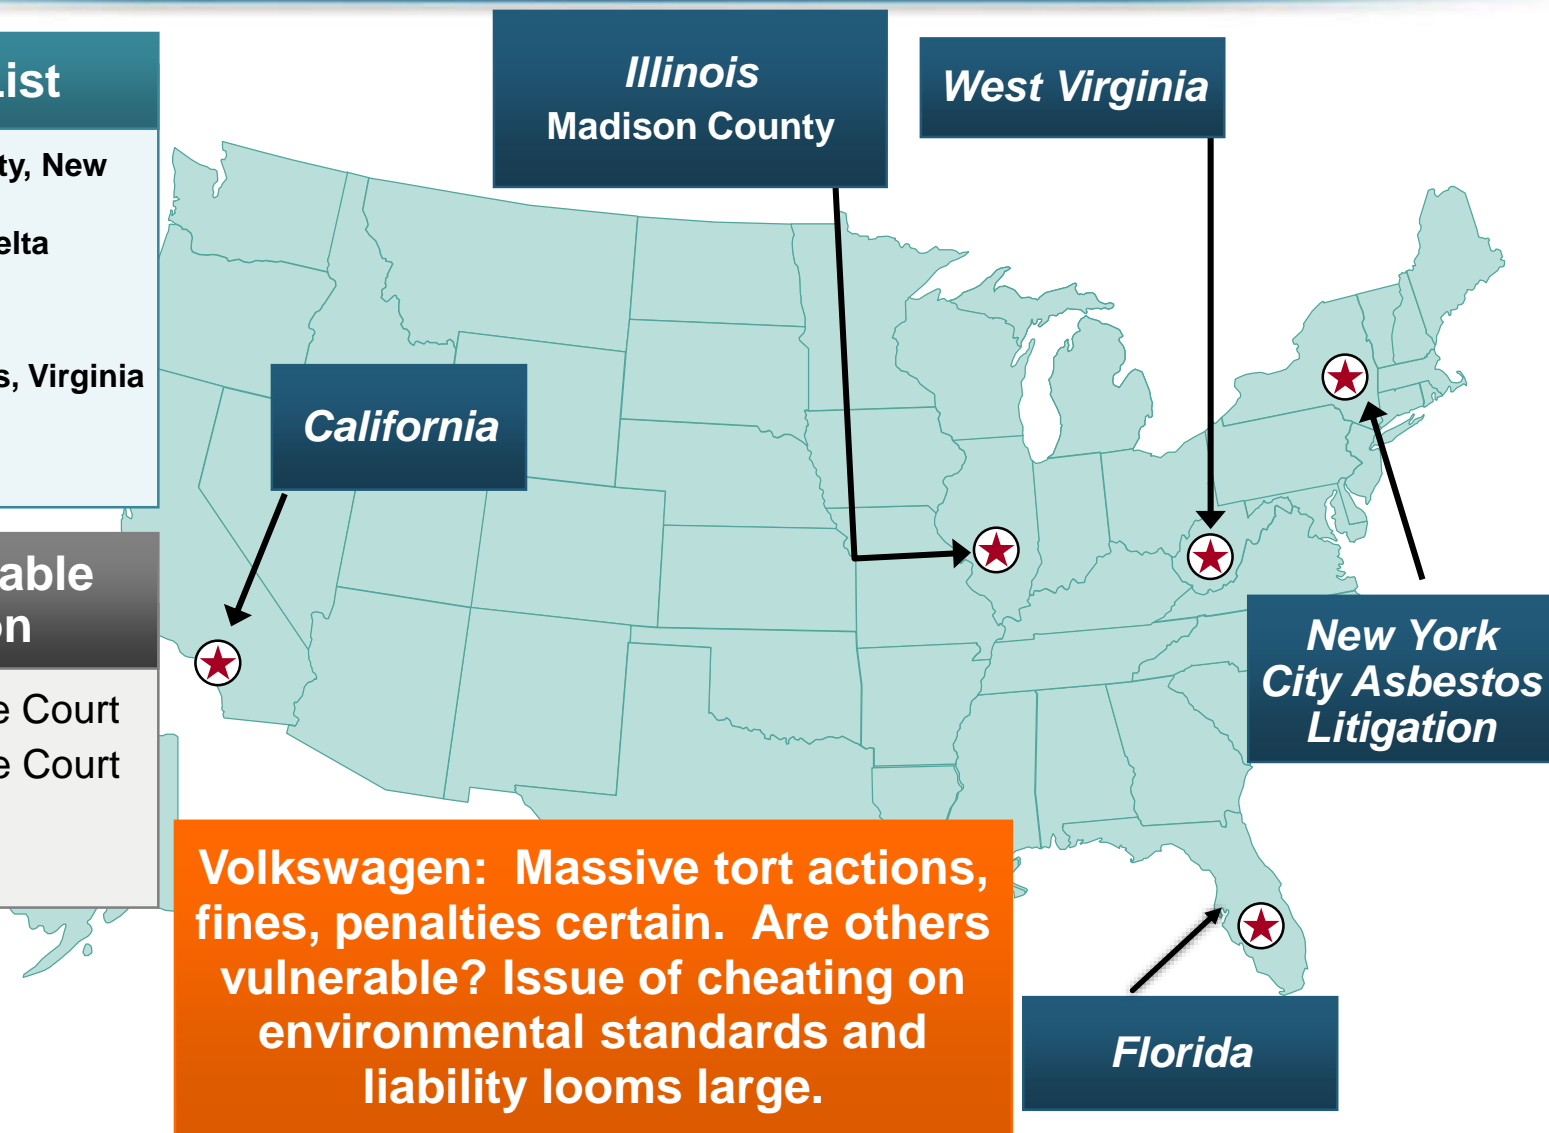 List
ty, New
elta
s, Virginia
able
on
e Court
e Court
Illinois
Madison County
West Virginia
California
New York
City Asbestos
Litigation
Volkswagen:  Massive tort actions,
fines, penalties certain.  Are others
vulnerable? Issue of cheating on
environmental standards and
liability looms large.
Florida